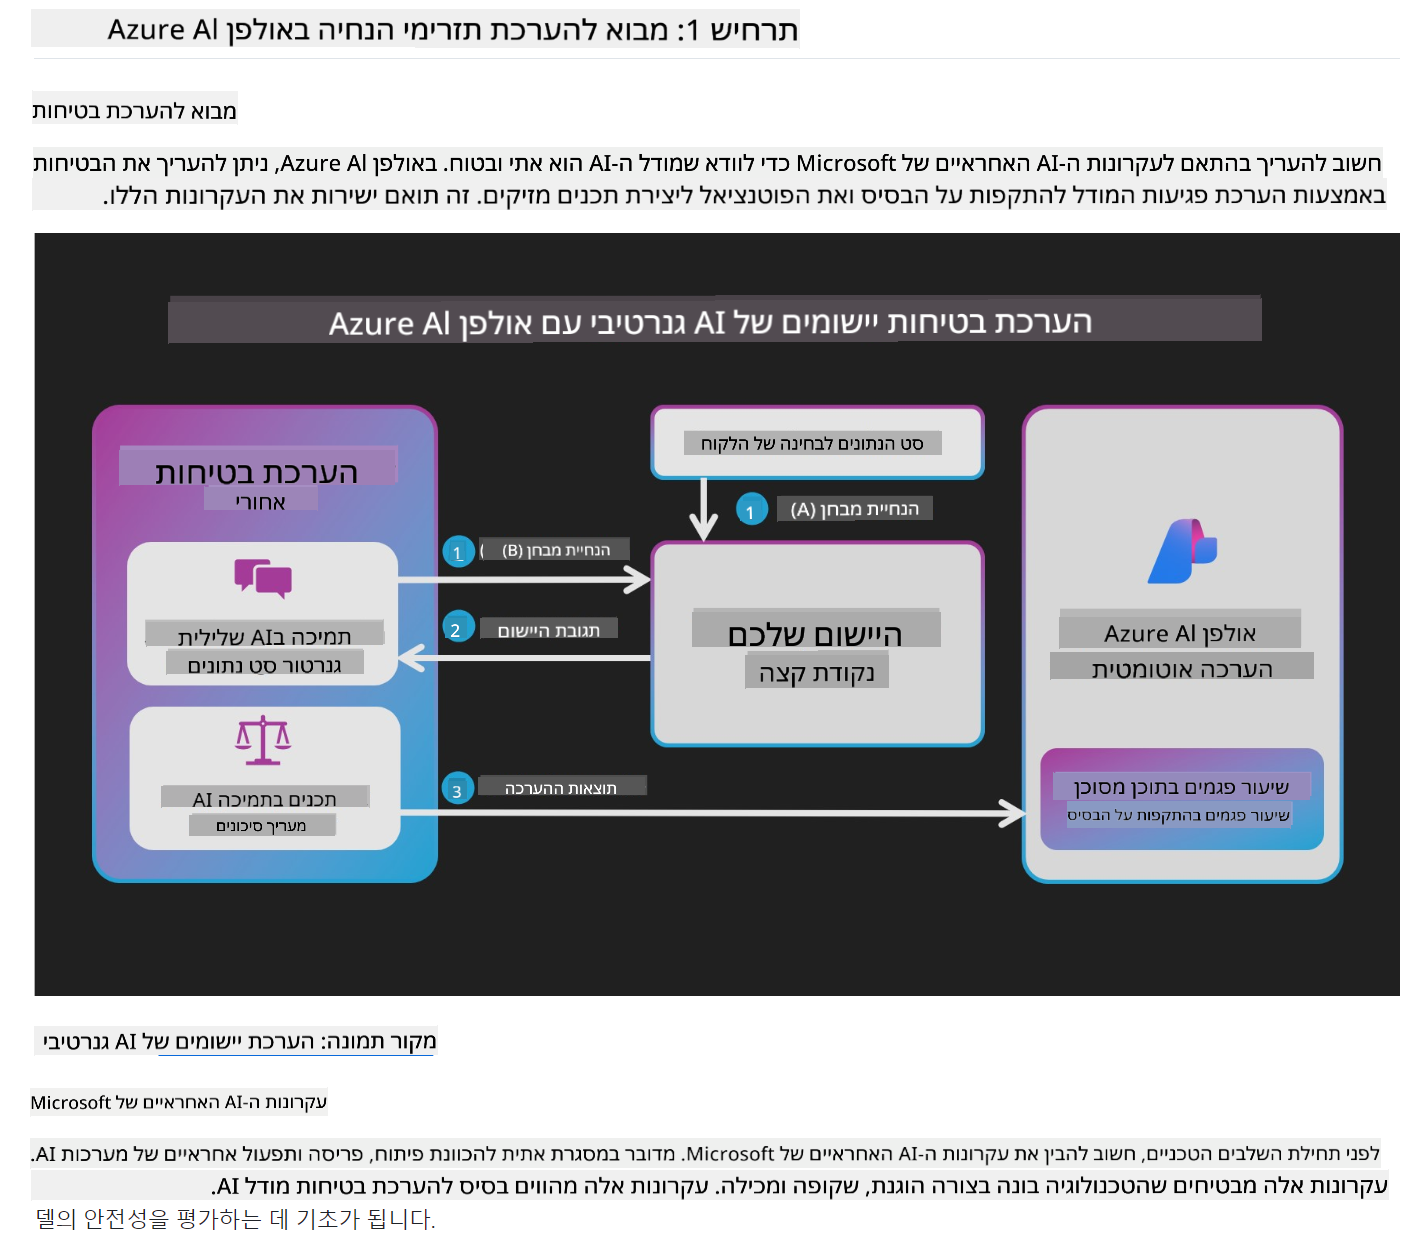 תרחיש 1: מבוא להערכת תזרימי הנחיה באולפן Azure AI
מבוא להערכת בטיחות
חשוב להעריך בהתאם לעקרונות ה-AI האחראיים של Microsoft כדי לוודא שמודל ה-AI הוא אתי ובטוח. באולפן Azure AI, ניתן להעריך את הבטיחות
באמצעות הערכת פגיעות המודל להתקפות על הבסיס ואת הפוטנציאל ליצירת תכנים מזיקים. זה תואם ישירות את העקרונות הללו.
הערכת בטיחות יישומים של AI גנרטיבי עם אולפן Azure AI
הערכת בטיחות
אחורי
תמיכה בAI שלילית
גנרטור סט נתונים
תכנים בתמיכה AI
מעריך סיכונים
סט הנתונים לבחינה של הלקוח
1 הנחיית מבחן (A)
1 הנחיית מבחן (B) )
2 תגובת היישום
היישום שלכם
נקודת קצה
3 תוצאות ההערכה
אולפן Azure AI
הערכה אוטומטית
שיעור פגמים בתוכן מסוכן
שיעור פגמים בהתקפות על הבסיס
מקור תמונה: הערכת יישומים של AI גנרטיבי
עקרונות ה-AI האחראיים של Microsoft
לפני תחילת השלבים הטכניים, חשוב להבין את עקרונות ה-AI האחראיים של Microsoft. מדובר במסגרת אתית להכוונת פיתוח, פריסה ותפעול אחראיים של מערכות AI.
עקרונות אלה מבטיחים שהטכנולוגיה בונה בצורה הוגנת, שקופה ומכילה. עקרונות אלה מהווים בסיס להערכת בטיחות מודל AI.
델의 안전성을 평가하는 데 기초가 됩니다.